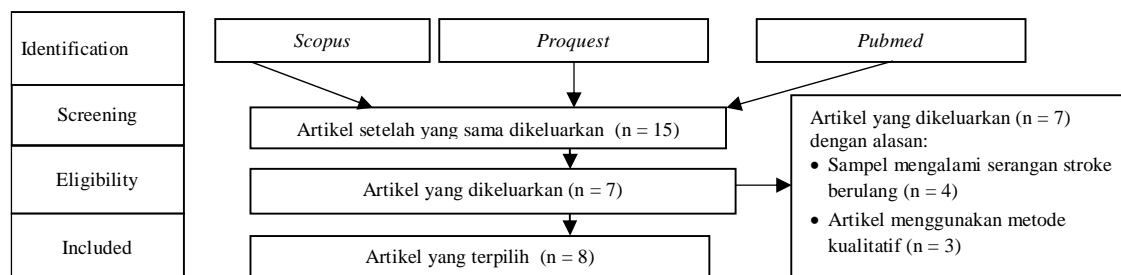 Identification
Scopus
Proquest
Pubmed
Screening
Artikel setelah yang sama dikeluarkan (n = 15)
Eligibility
Artikel yang dikeluarkan (n = 7)
Included
Artikel yang terpilih (n = 8)
Artikel yang dikeluarkan (n = 7)
dengan alasan:
• Sampel mengalami serangan stroke
berulang (n = 4)
• Artikel menggunakan metode
kualitatif (n = 3)